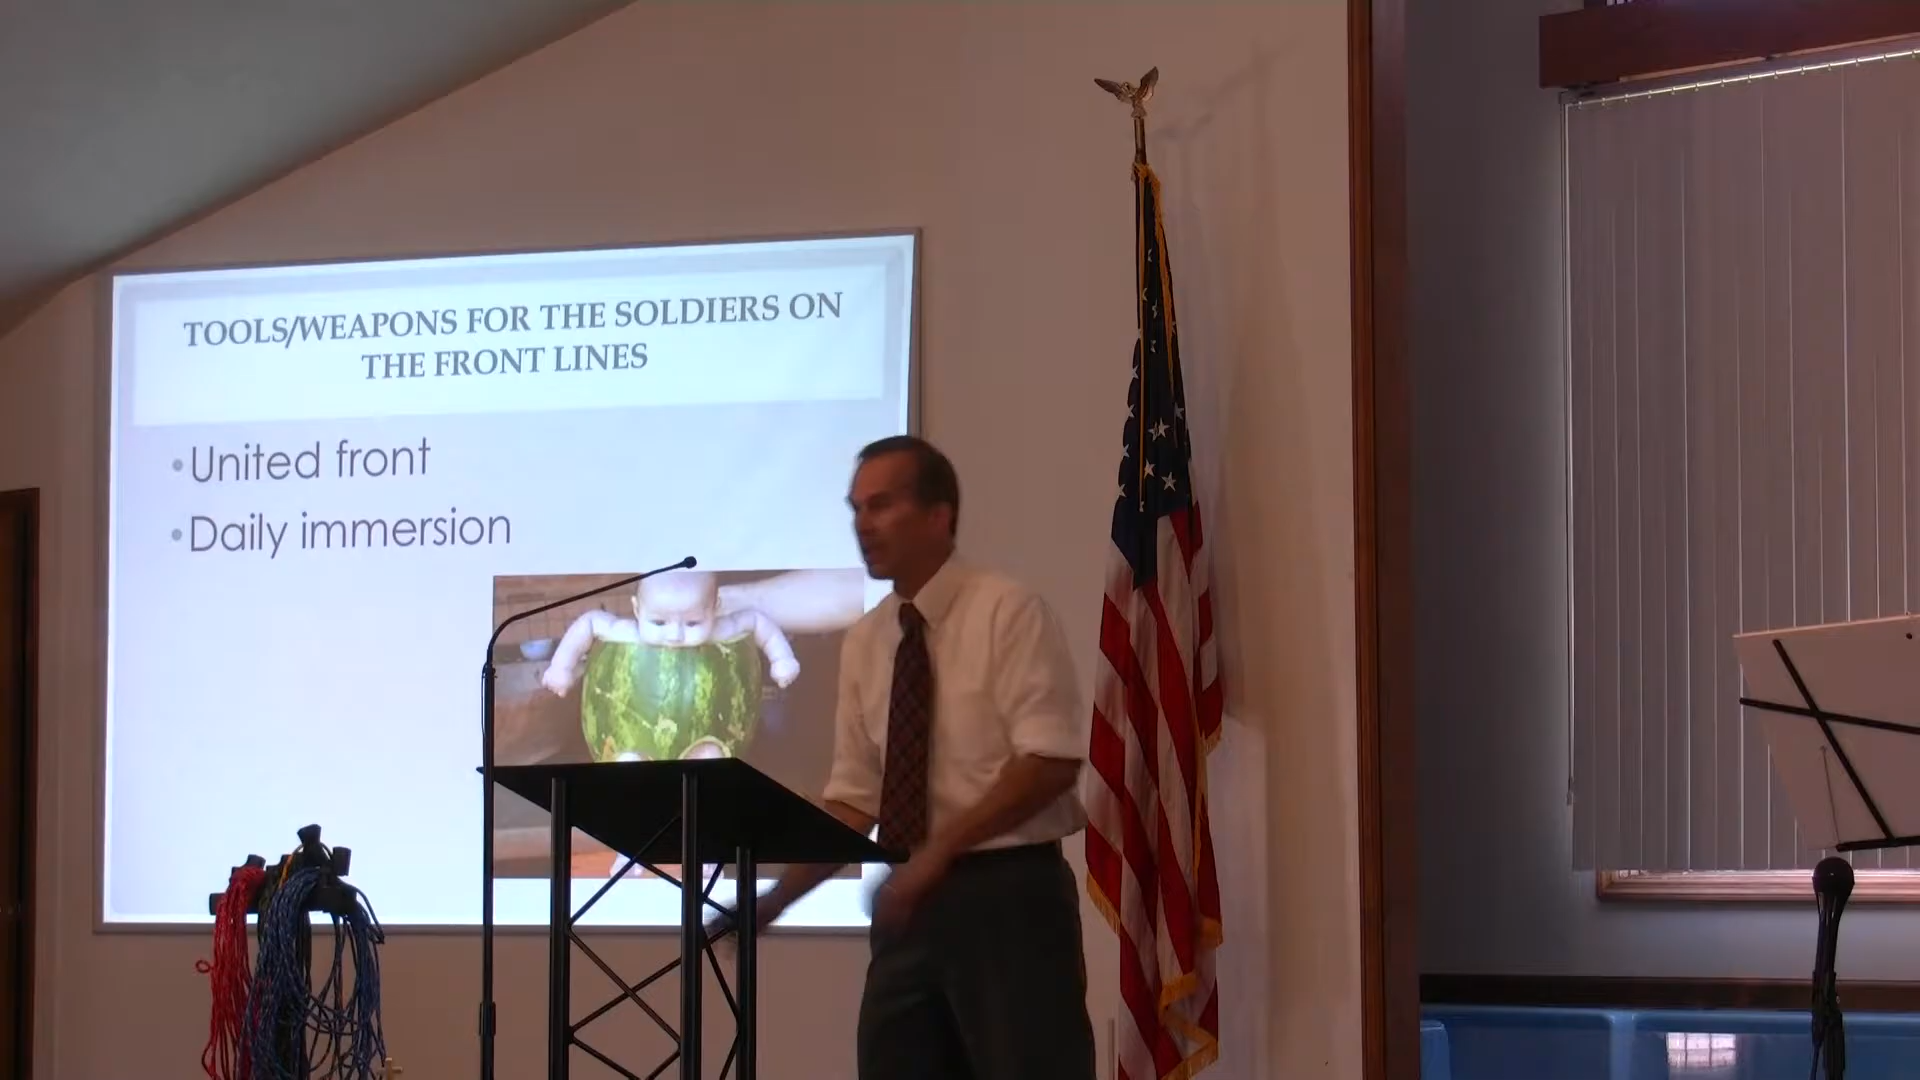 TOOLS/WEAPONS FOR THE SOLDIERS ON
THE FRONT LINES
•United front
•Daily immersion